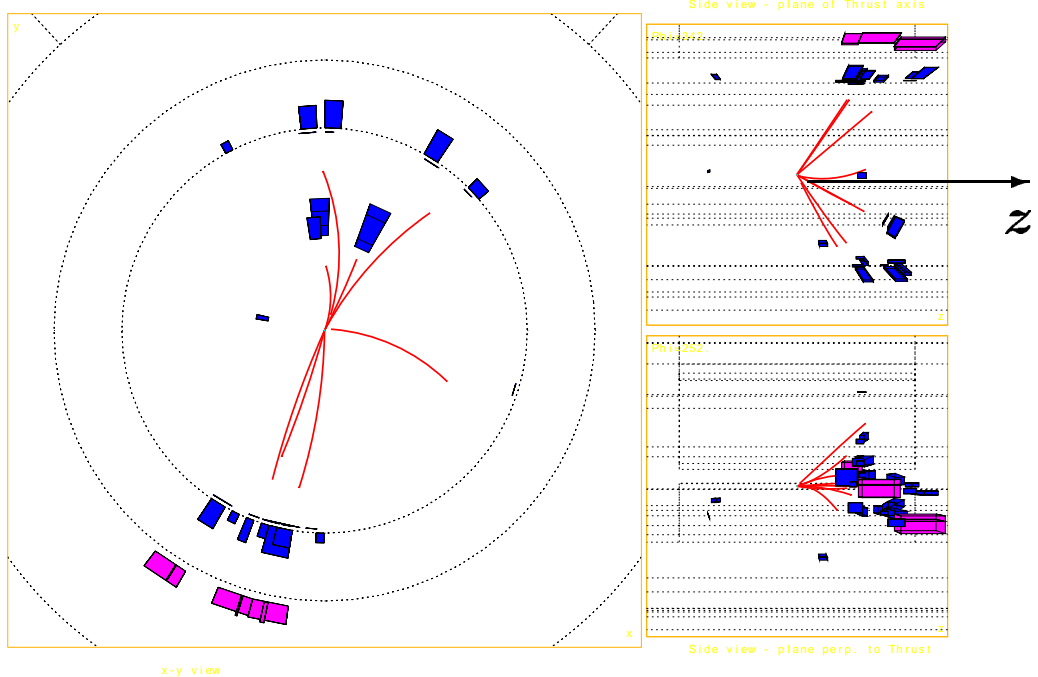 Side view - plane of Thrust axis
y
z
z
x
z
Side view - plane perp. to Thrust
x-y view